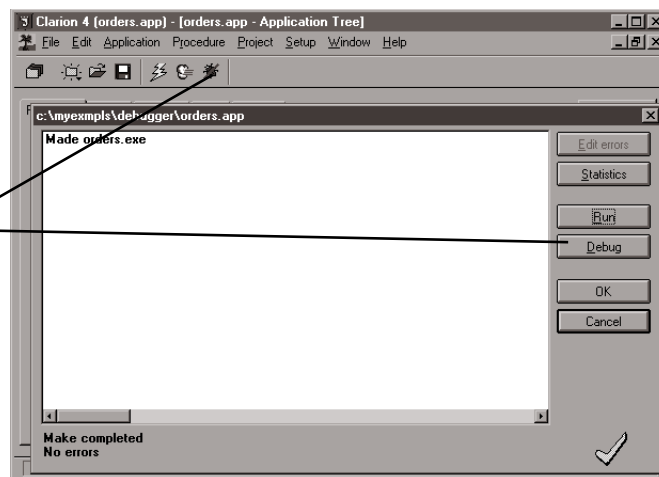 Clarion 4 (orders.app) - [orders.app - Application Tree]
File Edit Application Procedure Project Setup Window Help
c:\myexmpls\debugger\orders.app
Made orders.exe
Edit errors
Statistics
Run
Debug
OK
Cancel
Make completed
No errors